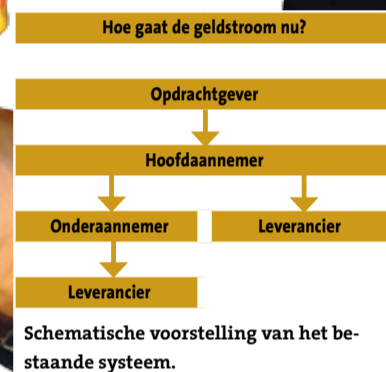 Hoe gaat de geldstroom nu?
Opdrachtgever
Hoofdaannemer
Onderaannemer
Leverancier
Leverancier
Schematische voorstelling van het be-
staande systeem.